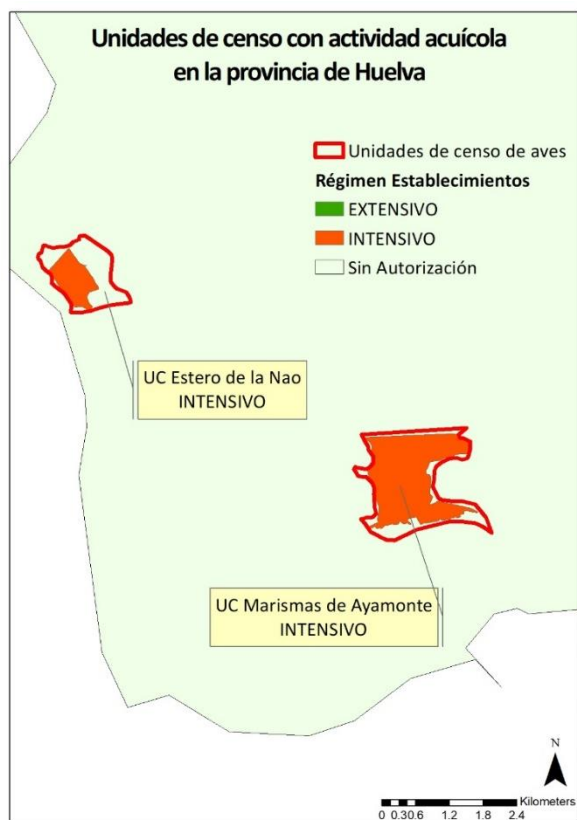 Unidades de censo con actividad acuícola
en la provincia de Huelva
Unidades de censo de aves
Régimen Establecimientos
EXTENSIVO
INTENSIVO
Sin Autorización
UC Estero de la Nao
INTENSIVO
UC Marismas de Ayamonte
INTENSIVO
N
Kilometers
0 0.30.6 1.2 1.8 2.4